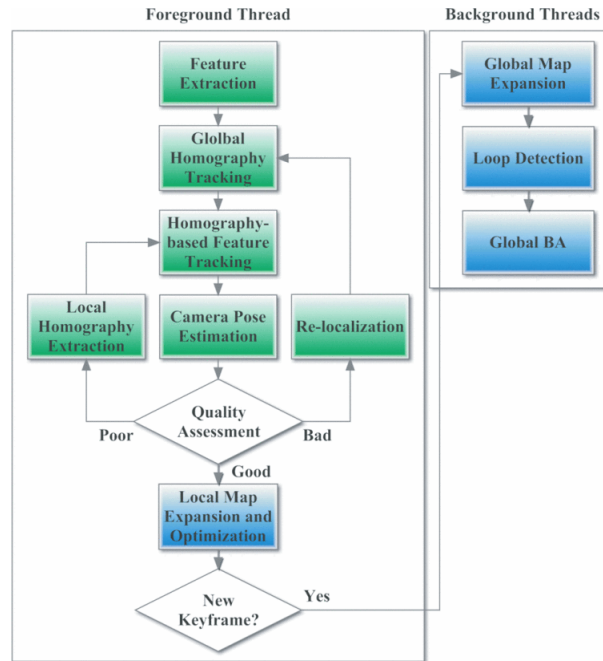 Foreground Thread
Feature
Extraction
Glolbal
Homography
Tracking
Homography-
based Feature
Tracking
Local
Homography
Extraction
Camera Pose
Estimation
Re-localization
Quality
Assessment
Poor
Bad
Good
Local Map
Expansion and
Optimization
New
Keyframe?
Yes
Background Threads
Global Map
Expansion
Loop Detection
Global BA